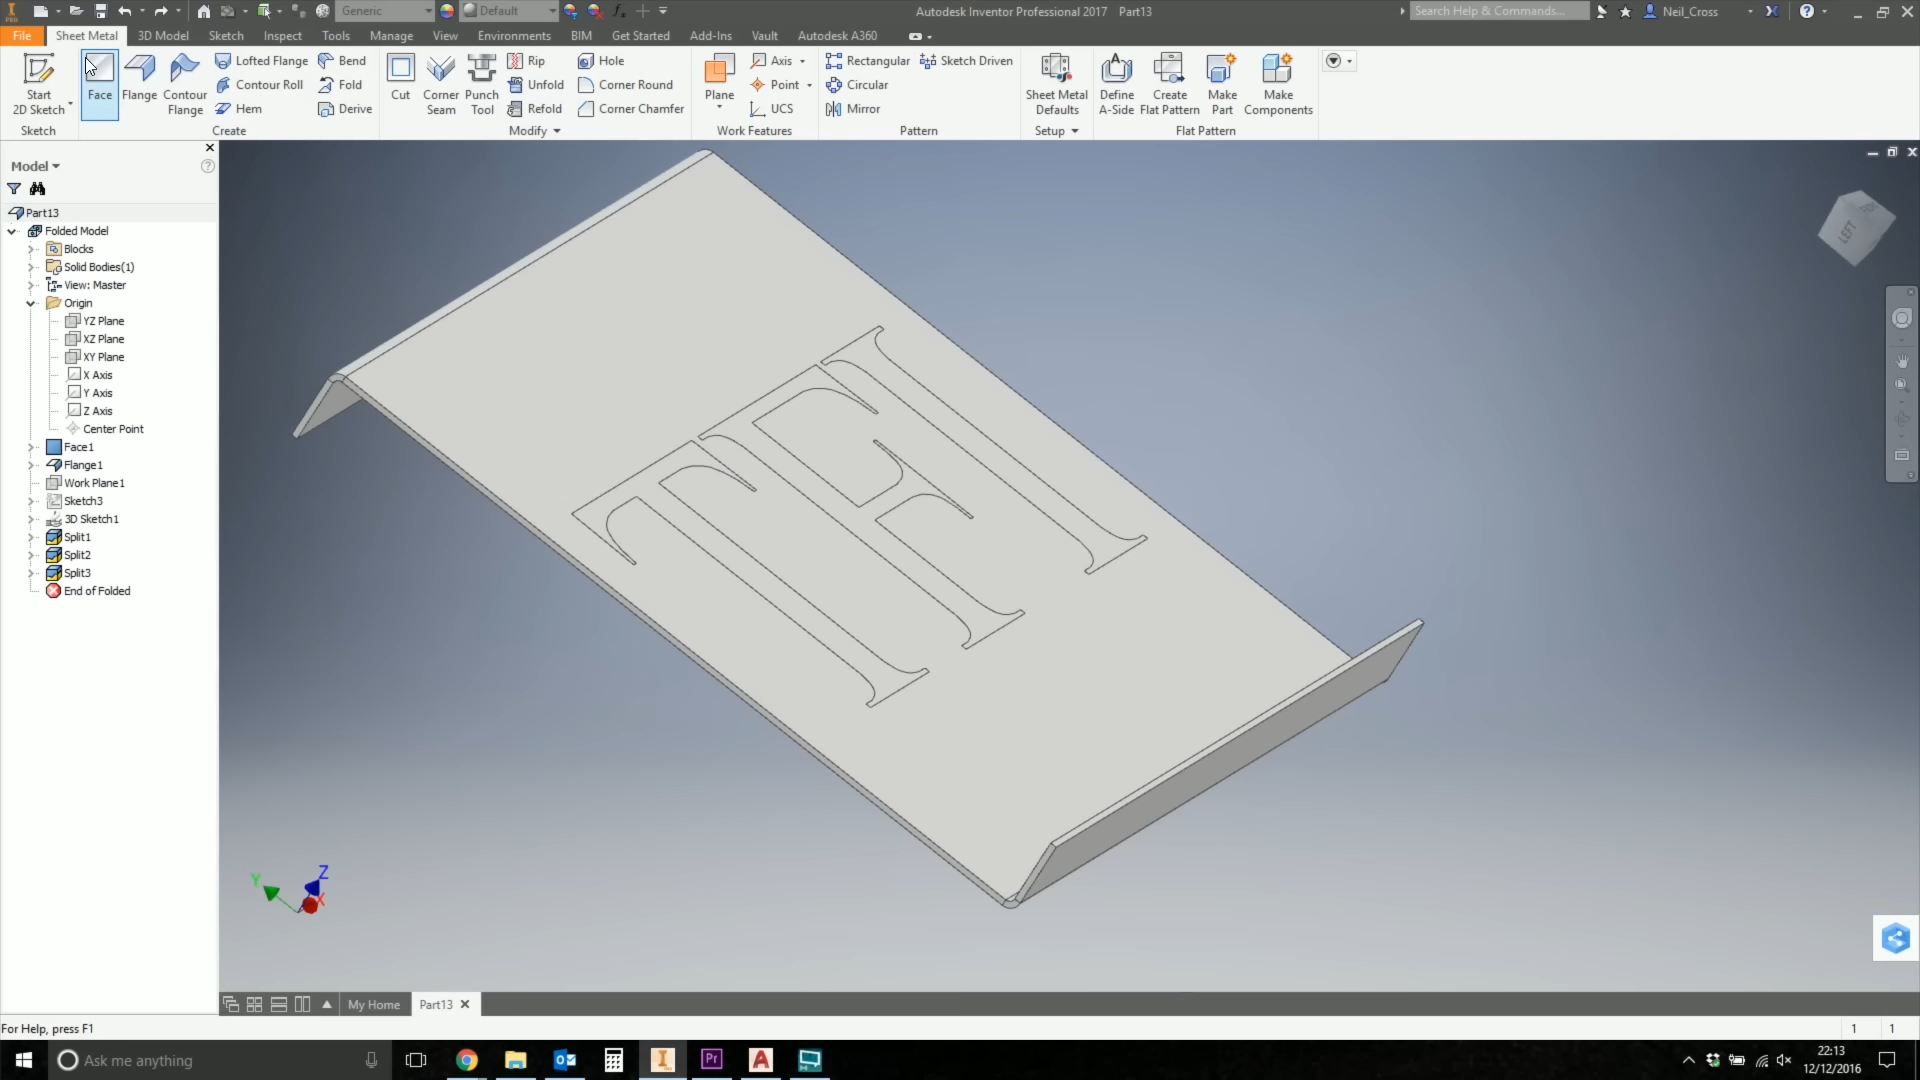 PRO
Generic
Default
Autodesk Inventor Professional 2017 Part13
Search Help & Commands...
Neil_Cross
File
Sheet Metal
3D Model
Sketch
Inspect
Tools
Manage
View
Environments
BIM
Get Started
Add-Ins
Vault
Autodesk A360
Start
2D Sketch
Face
Flange
Contour
Flange
Lofted Flange
Contour Roll
Hem
Bend
Fold
Derive
Cut
Corner
Seam
Punch
Tool
Rip
Unfold
Refold
Hole
Corner Round
Corner Chamfer
Plane
Axis
Point
UCS
Rectangular
Circular
Mirror
Sketch Driven
Sheet Metal
Defaults
Define
A-Side
Create
Flat Pattern
Make
Part
Make
Components
Sketch
Create
Modify
Work Features
Pattern
Setup
Flat Pattern
Model
Part13
Folded Model
Blocks
Solid Bodies(1)
View: Master
Origin
YZ Plane
XZ Plane
XY Plane
X Axis
Y Axis
Z Axis
Center Point
Face1
Flange1
Work Plane1
Sketch3
3D Sketch1
Split1
Split2
Split3
End of Folded
TFI
LEFT
Y
Z
X
My Home
Part13
For Help, press F1
1
1
Ask me anything
22:13
12/12/2016